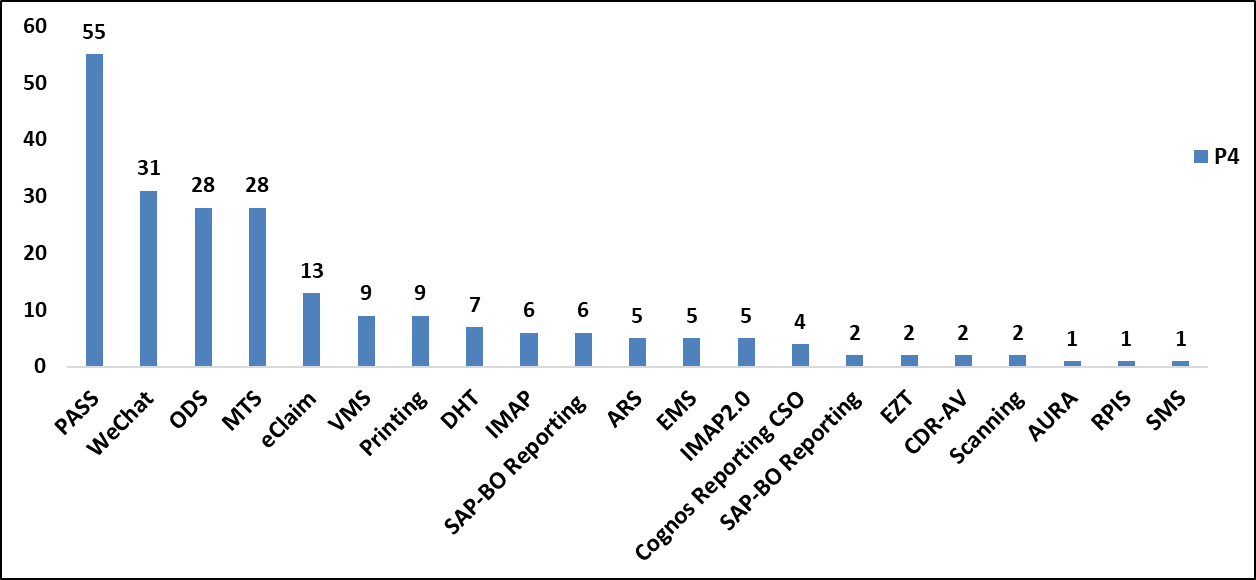 60
50
40
30
20
10
0
55
31
28
28
13
9
9
7
6
6
5
5
5
4
2
2
2
2
1
1
1
P4
PASS
WeChat
ODS
MTS
eClaim
VMS
Printing
DHT
IMAP
SAP-BO Reporting
ARS
EMS
IMAP2.0
Cognos Reporting CSO
SAP-BO Reporting
EZT
CDR-AV
Scanning
AURA
RPIS
SMS